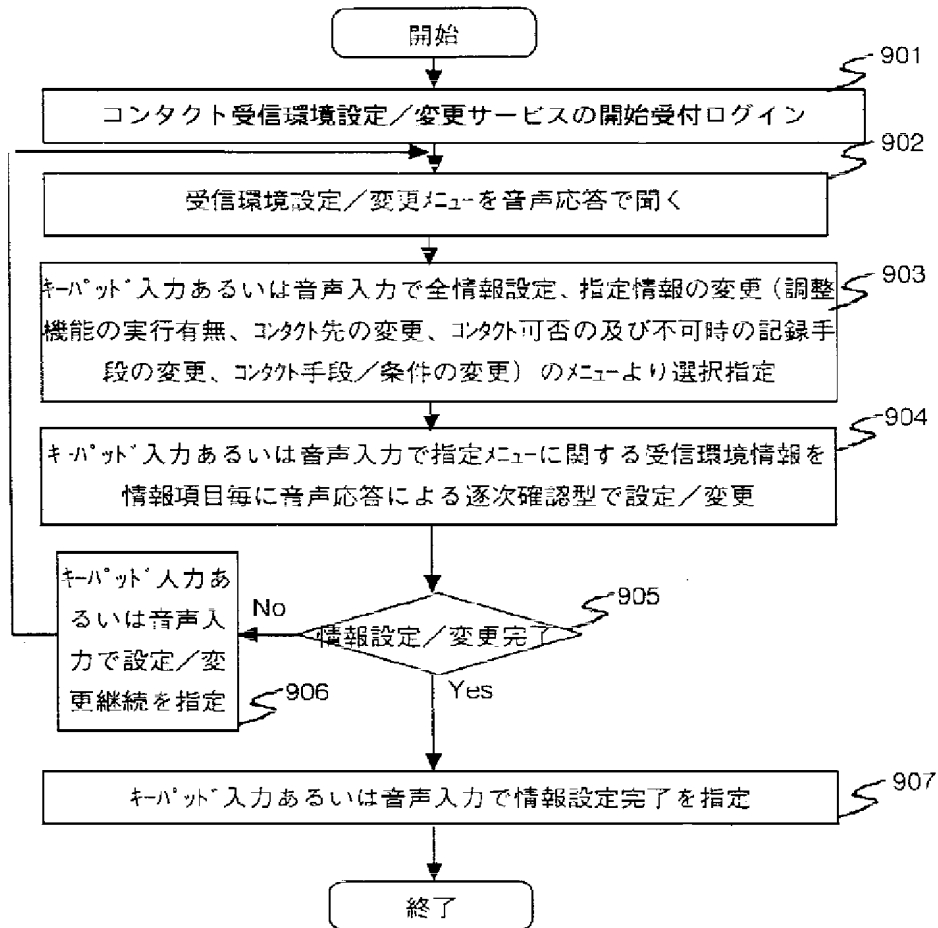 開始
901
コンタクト受信環境設定／変更サービスの開始受付ログイン
902
受信環境設定／変更ﾒﾆｭｰを音声応答で聞く
903
ｷｰﾊﾟｯﾄﾞ入力あるいは音声入力で全情報設定、指定情報の変更（調整
機能の実行有無、ｺﾝﾀｸﾄ先の変更、ｺﾝﾀｸﾄ可否の及び不可時の記録手
段の変更、ｺﾝﾀｸﾄ手段／条件の変更）のﾒﾆｭｰより選択指定
904
ｷｰﾊﾟｯﾄﾞ入力あるいは音声入力で指定ﾒﾆｭｰに関する受信環境情報を
情報項目毎に音声応答による逐次確認型で設定／変更
905
情報設定／変更完了
No
Yes
ｷｰﾊﾟｯﾄﾞ入力あ
るいは音声入
力で設定／変
更継続を指定
906
907
ｷｰﾊﾟｯﾄﾞ入力あるいは音声入力で情報設定完了を指定
終了